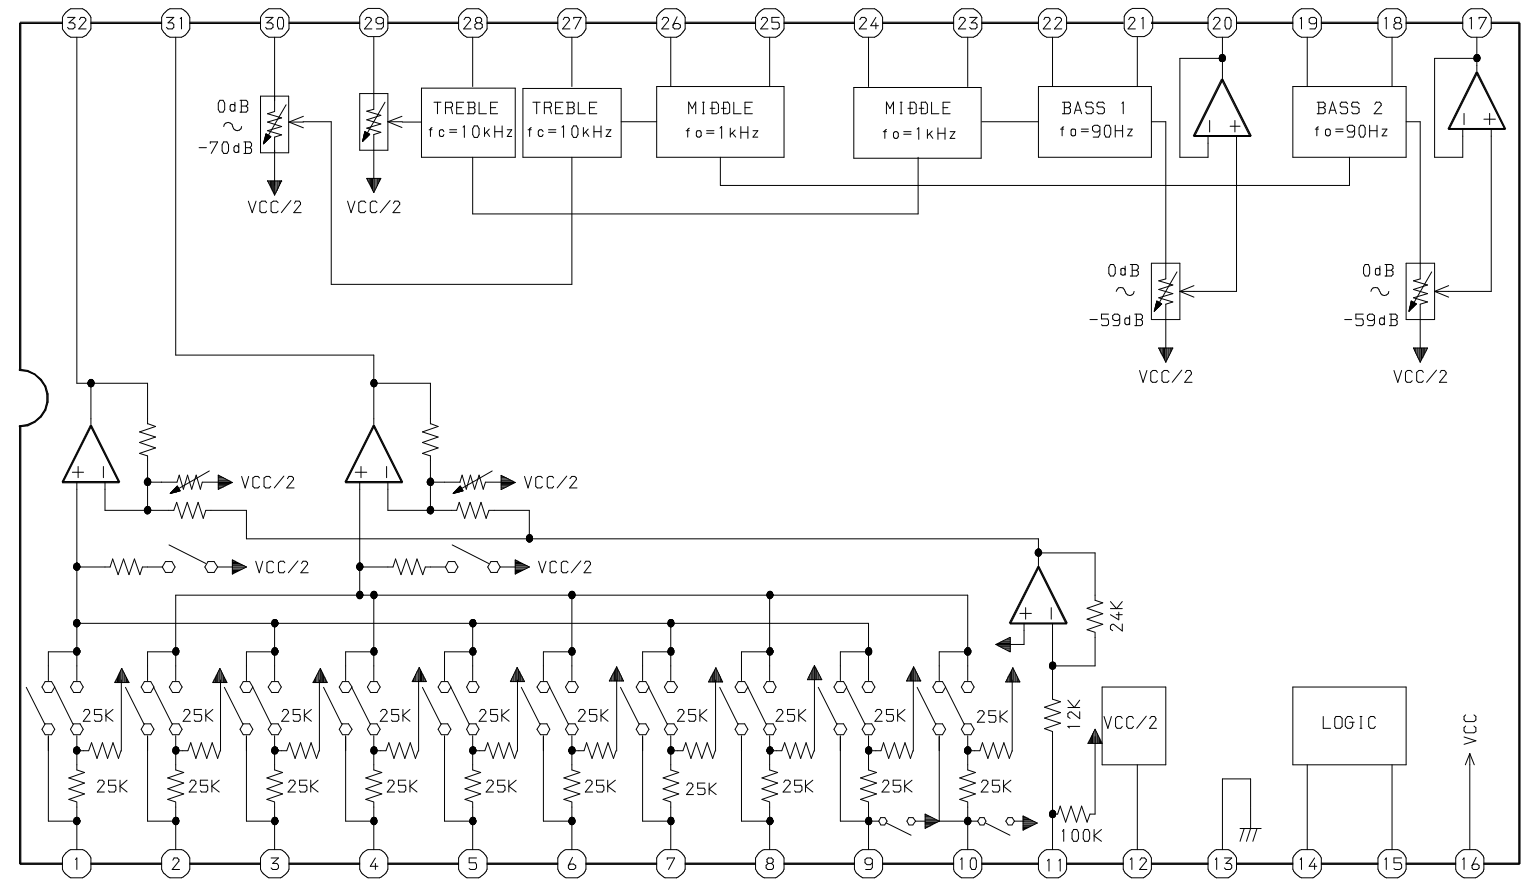 32 31 30 29 28 27 26 25 24 23 22 21 20 19 18 17
0dB
~
-70dB
VCC/2
VCC/2
TREBLE
fc=10kHz
TREBLE
fc=10kHz
MIDDLE
fo=1kHz
MIDDLE
fo=1kHz
BASS 1
fo=90Hz
- +
BASS 2
fo=90Hz
- +
0dB
~
-59dB
VCC/2
0dB
~
-59dB
VCC/2
+ -
VCC/2
+ -
VCC/2
VCC/2
VCC/2
+ -
24K
25K 25K 25K 25K 25K 25K 25K 25K 25K 25K
12K
VCC/2
LOGIC
VCC
25K 25K 25K 25K 25K 25K 25K 25K 25K 25K
100K
1 2 3 4 5 6 7 8 9 10 11 12 13 14 15 16